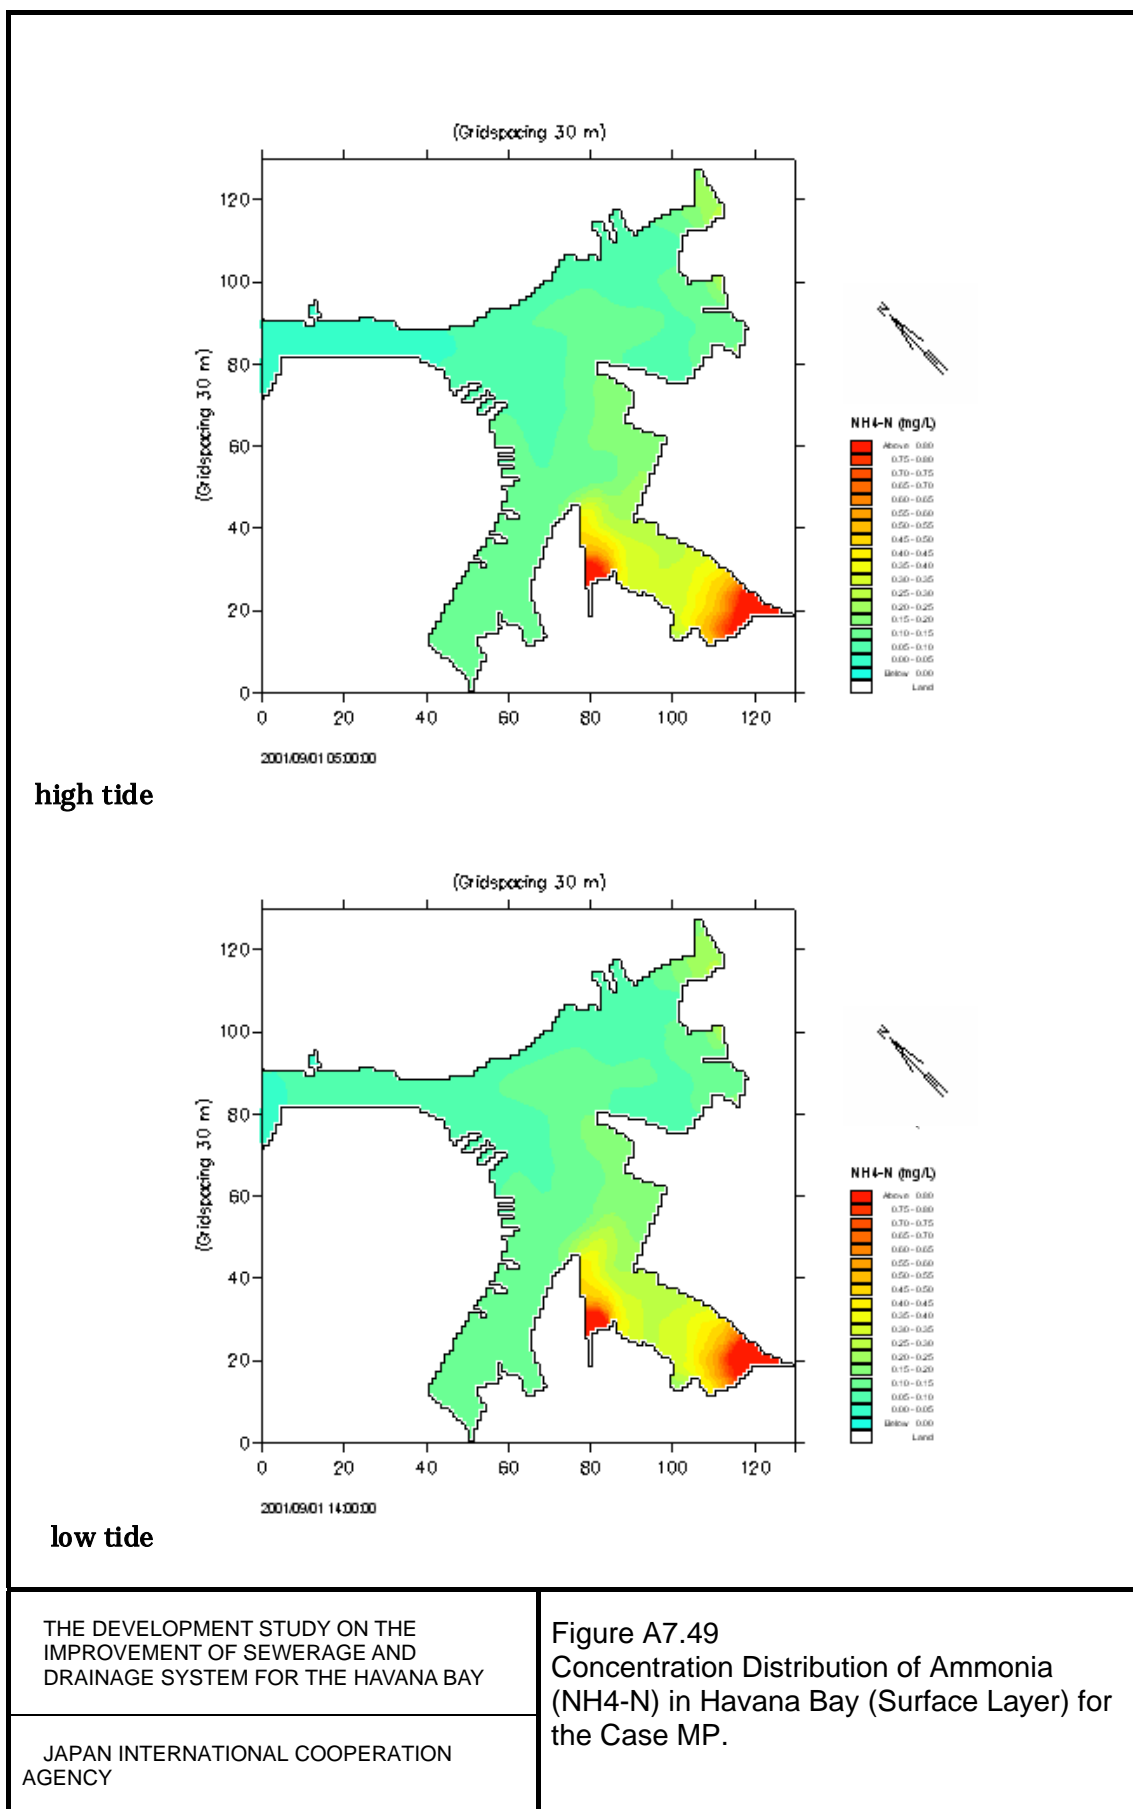 (Gridspacing 30 m)
(Gridspacing 30 m)
120
100
80
60
40
20
0
0 20 40 60 80 100 120
2001/09/01 05:00:00
N
NH4-N (mg/L)
Above 0.80
0.75 - 0.80
0.70 - 0.75
0.65 - 0.70
0.60 - 0.65
0.55 - 0.60
0.50 - 0.55
0.45 - 0.50
0.40 - 0.45
0.35 - 0.40
0.30 - 0.35
0.25 - 0.30
0.20 - 0.25
0.15 - 0.20
0.10 - 0.15
0.05 - 0.10
0.00 - 0.05
Below 0.00
Land
high tide
(Gridspacing 30 m)
(Gridspacing 30 m)
120
100
80
60
40
20
0
0 20 40 60 80 100 120
2001/09/01 14:00:00
N
NH4-N (mg/L)
Above 0.80
0.75 - 0.80
0.70 - 0.75
0.65 - 0.70
0.60 - 0.65
0.55 - 0.60
0.50 - 0.55
0.45 - 0.50
0.40 - 0.45
0.35 - 0.40
0.30 - 0.35
0.25 - 0.30
0.20 - 0.25
0.15 - 0.20
0.10 - 0.15
0.05 - 0.10
0.00 - 0.05
Below 0.00
Land
low tide
THE DEVELOPMENT STUDY ON THE
IMPROVEMENT OF SEWERAGE AND
DRAINAGE SYSTEM FOR THE HAVANA BAY
JAPAN INTERNATIONAL COOPERATION
AGENCY
Figure A7.49
Concentration Distribution of Ammonia
(NH4-N) in Havana Bay (Surface Layer) for
the Case MP.